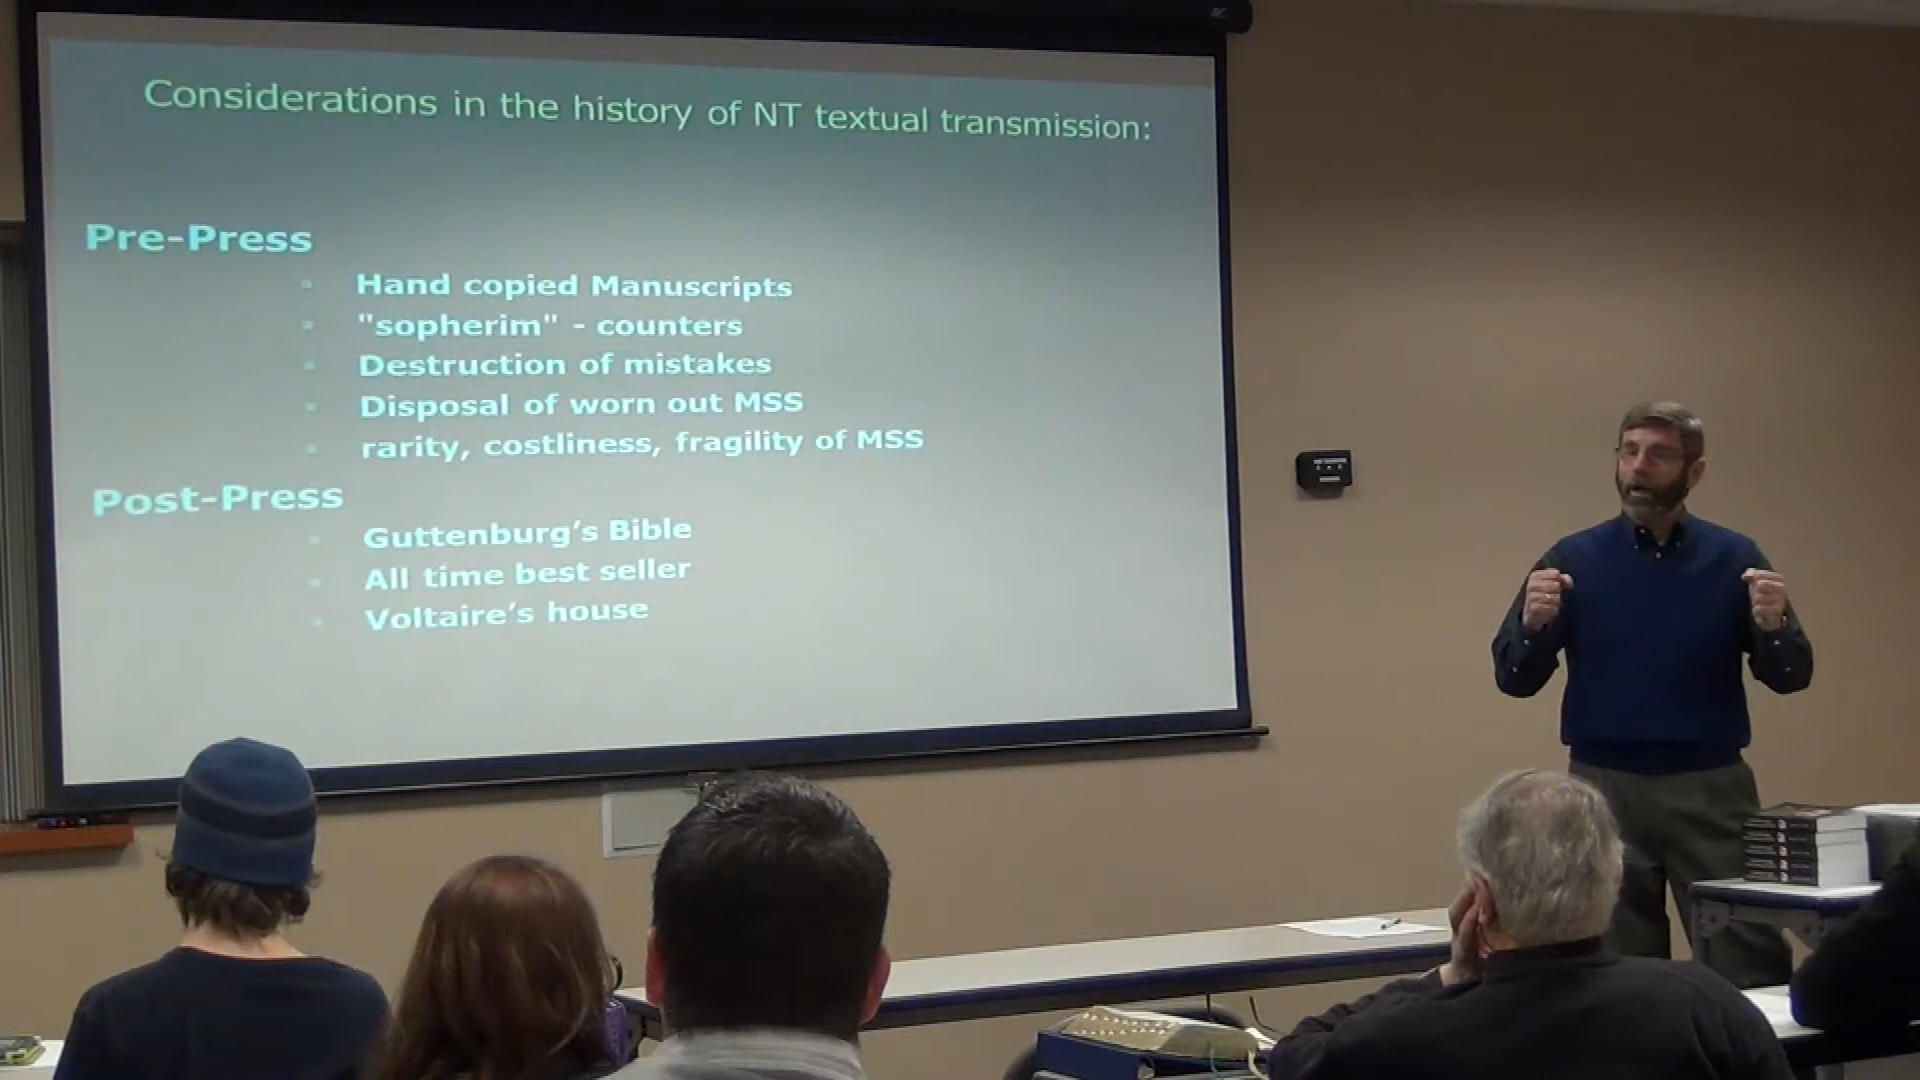 Considerations in the history of NT textual transmission:
Pre-Press
Hand copied Manuscripts
"sopherim" - counters
Destruction of mistakes
Disposal of worn out MSS
rarity, costliness, fragility of MSS
Post-Press
Guttenburg’s Bible
All time best seller
Voltaire’s house